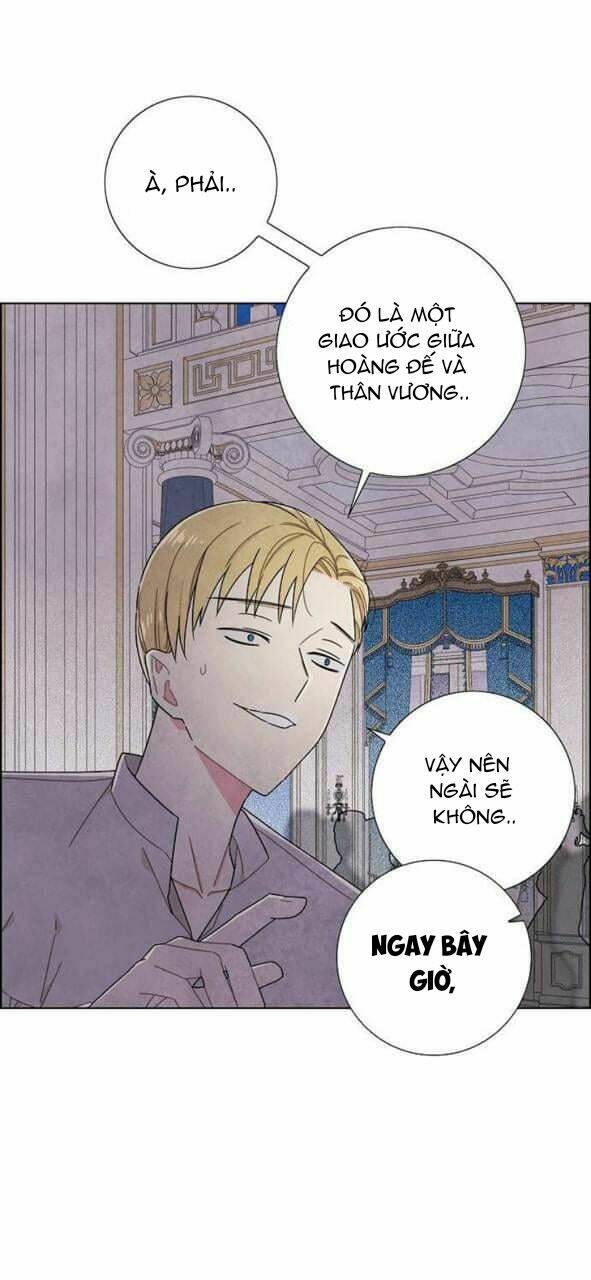 À, PHẢI..
ĐÓ LÀ MỘT
GIAO ƯỚC GIỮA
HOÀNG ĐẾ VÀ
THÂN VƯƠNG..
VẬY NÊN
NGÀI SẼ
KHÔNG..
NGAY BÂY
GIỜ,